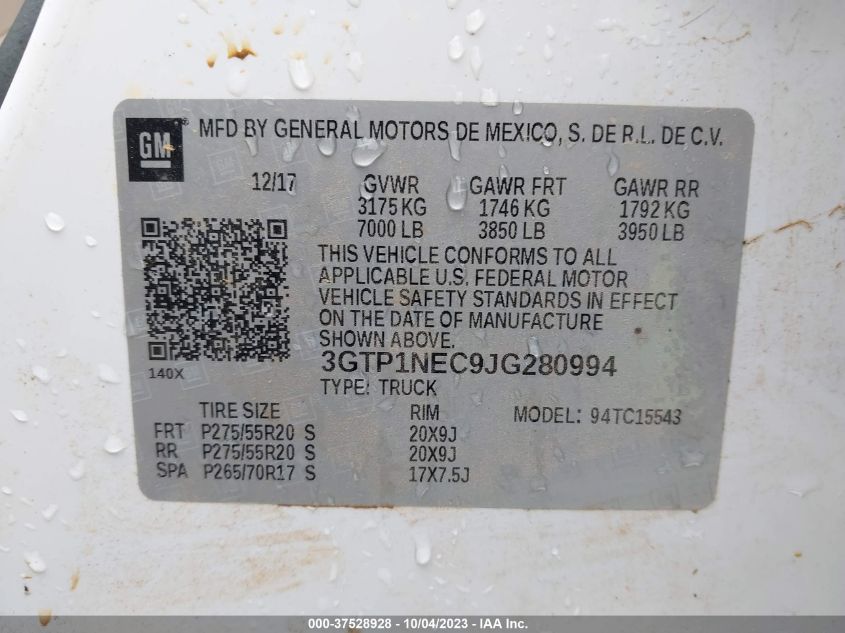 GM ® MFD BY GENERAL MOTORS DE MEXICO, S. DE R.L. DE C.V.
12/17 GVWR GAWR FRT GAWR RR
3175 KG 1746 KG 1792 KG
7000 LB 3850 LB 3950 LB
THIS VEHICLE CONFORMS TO ALL
APPLICABLE U.S. FEDERAL MOTOR
VEHICLE SAFETY STANDARDS IN EFFECT
ON THE DATE OF MANUFACTURE
SHOWN ABOVE.
140X 3GTP1NEC9JG280994
TYPE: TRUCK
TIRE SIZE RIM MODEL: 94TC15543
FRT P275/55R20 S 20X9J
RR P275/55R20 S 20X9J
SPA P265/70R17 S 17X7.5J
000-37528928 - 10/04/2023 - IAA Inc.